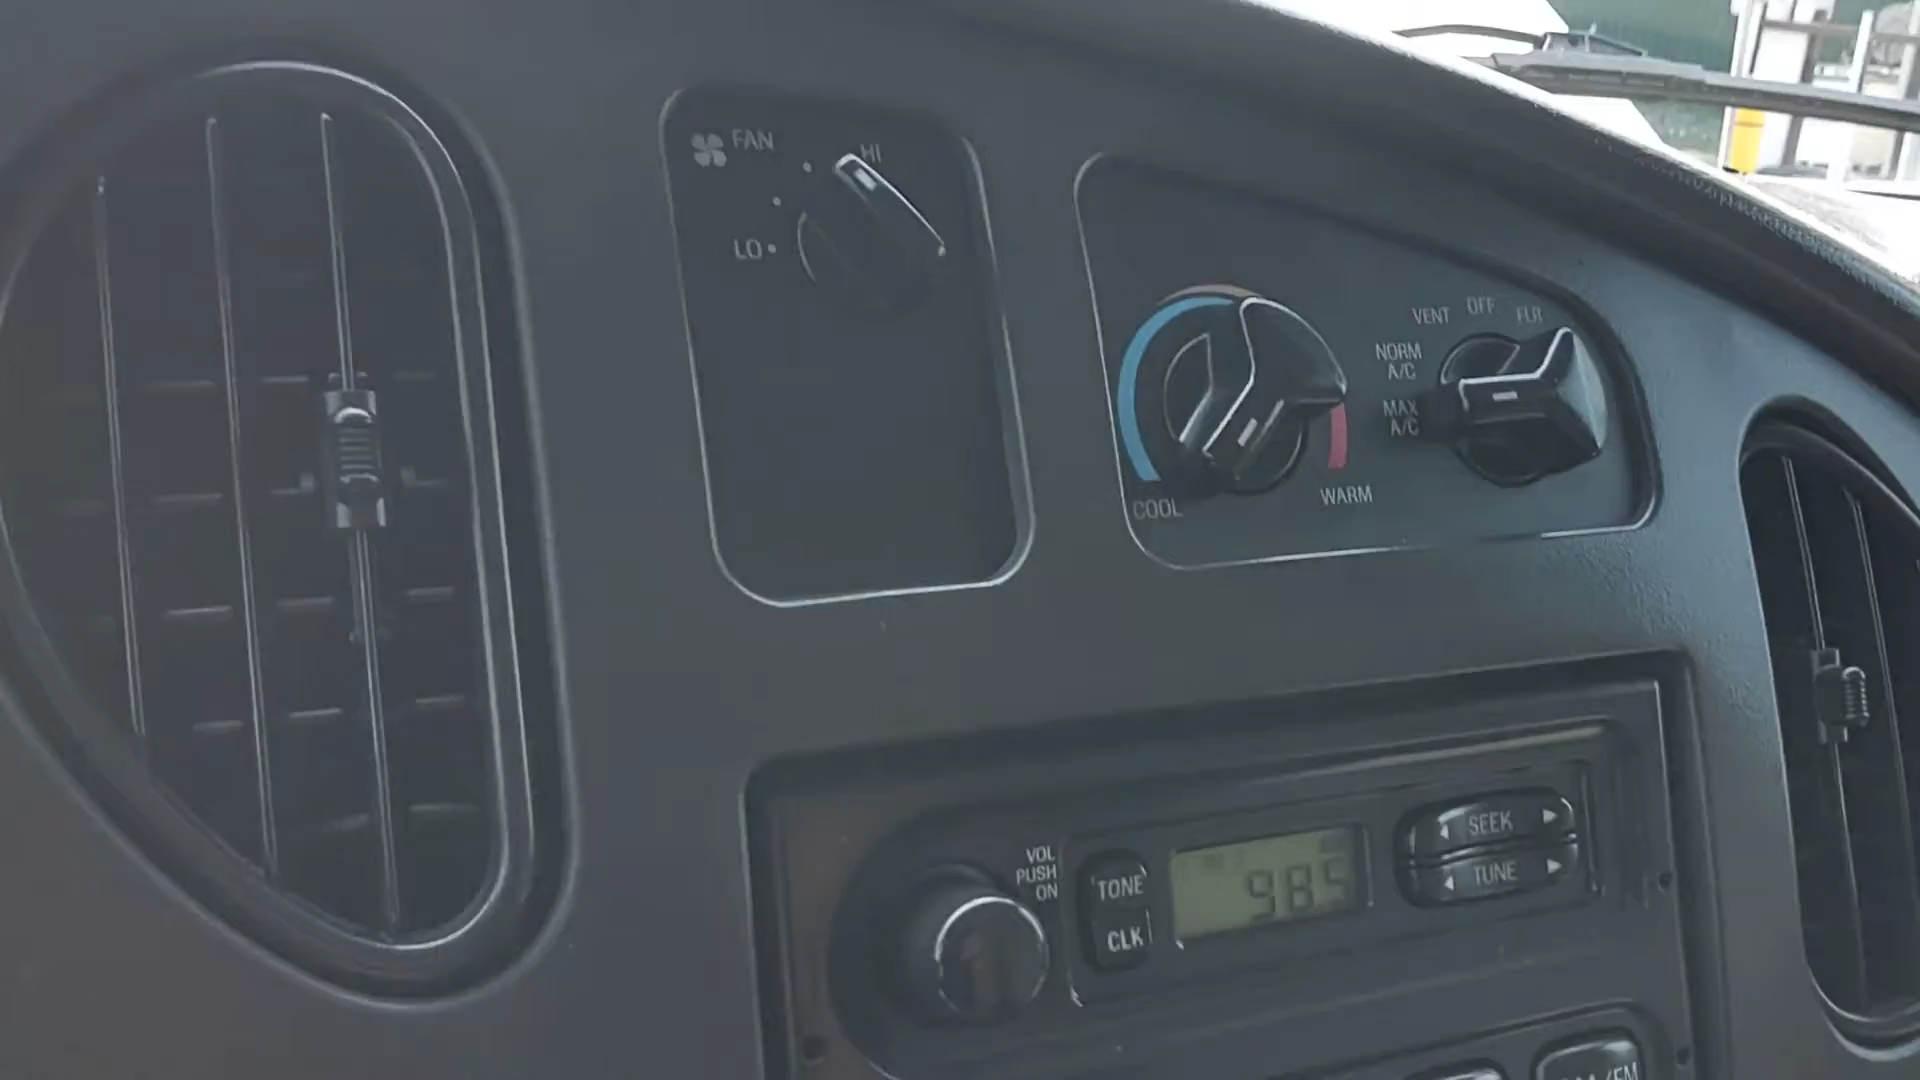 FAN
HI
LO
COOL
WARM
VENT
OFF
FLR
NORM
A/C
MAX
A/C
VOL
PUSH
ON
TONE
CLK
985
SEEK
TUNE